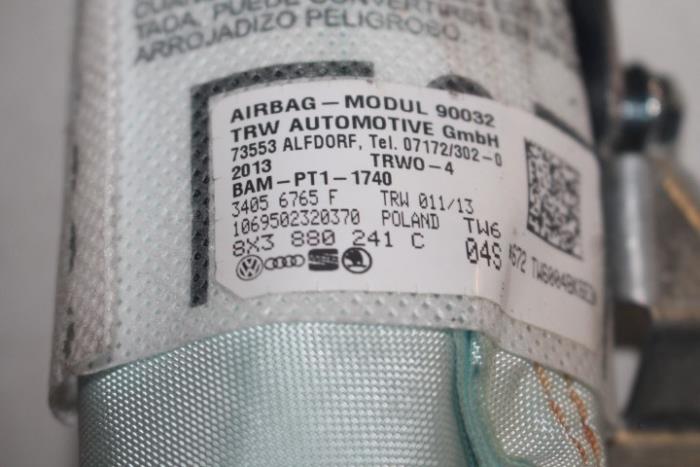 TADA, PUEDE CONVERTIRSE EN
ARROJADIZO PELIGROSO.
AIRBAG-MODUL 90032
TRW AUTOMOTIVE GmbH
73553 ALFDORF, Tel. 07172/302-0
2013 TRWO-4
BAM-PT1-1740
3405 6765 F TRW 011/13
1069502320370 POLAND TW6
8X3 880 241 C 04S